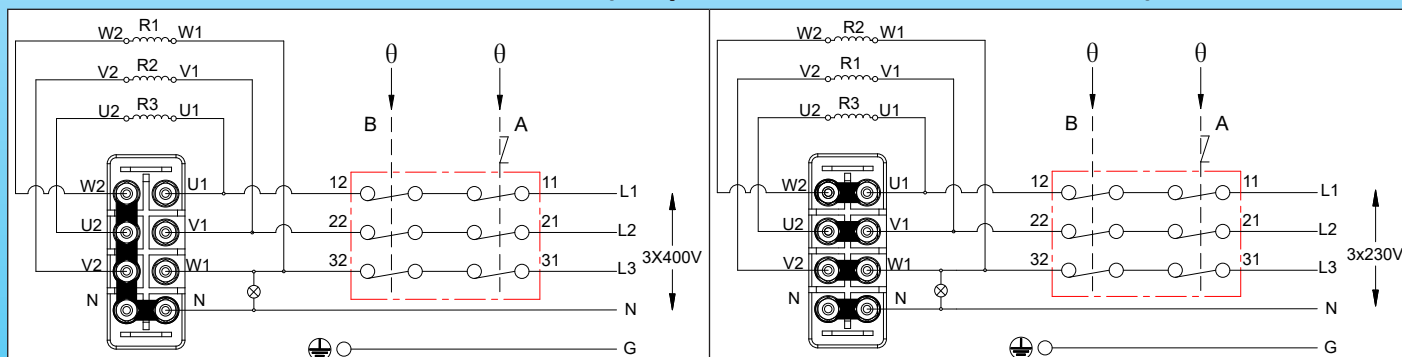 W2 R1 W1
V2 R2 V1
U2 R3 U1
θ θ
B A
W2 U1 12 11 L1
U2 V1 22 21 L2
V2 W1 32 31 L3
3X400V
N N N
G
W2 R2 W1
V2 R1 V1
U2 R3 U1
θ θ
B A
W2 U1 12 11 L1
U2 V1 22 21 L2
V2 W1 32 31 L3
3x230V
N N N
G